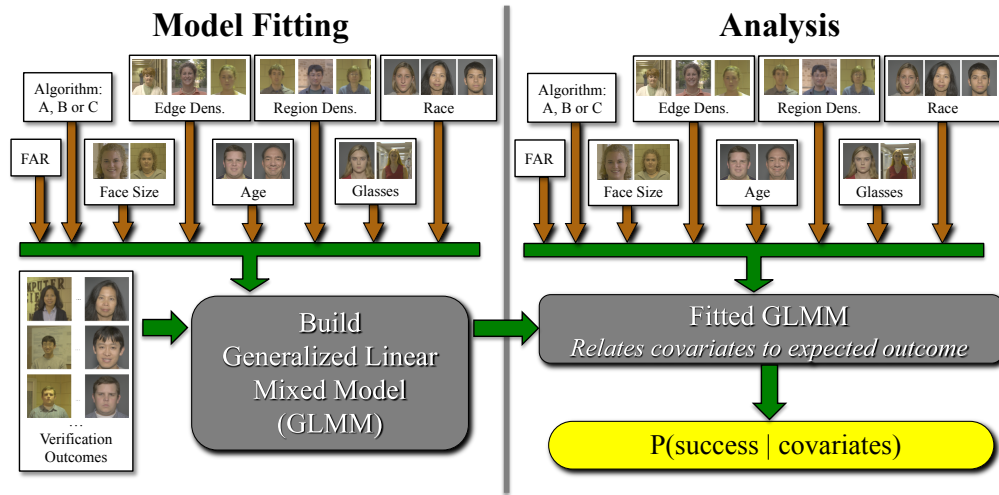 Model Fitting
Algorithm:
A, B or C
Edge Dens.
Region Dens.
Race
FAR
Face Size
Age
Glasses
...
Verification
Outcomes
Build
Generalized Linear
Mixed Model
(GLMM)
Analysis
Algorithm:
A, B or C
Edge Dens.
Region Dens.
Race
FAR
Face Size
Age
Glasses
Fitted GLMM
Relates covariates to expected outcome
P(success | covariates)